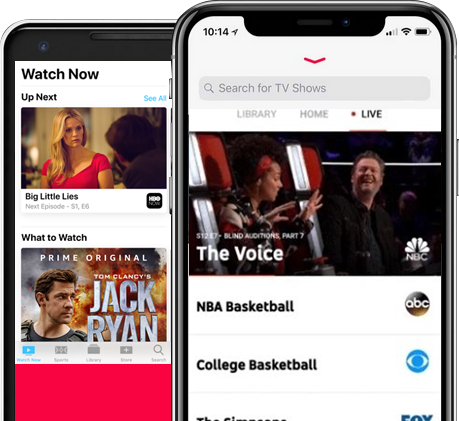 Watch Now
Up Next
See All
Big Little Lies
Next Episode - S1, E6
HBO
NOW
What to Watch
PRIME ORIGINAL
TOM CLANCY'S
JACK
RYAN
Watch Now
Sports
Library
Store
Search
10:14
Search for TV Shows
LIBRARY
HOME
LIVE
S12 E7 • BLIND AUDITIONS, PART 7
The Voice
NBC
NBA Basketball
abc
College Basketball
The Simpsons
FOX